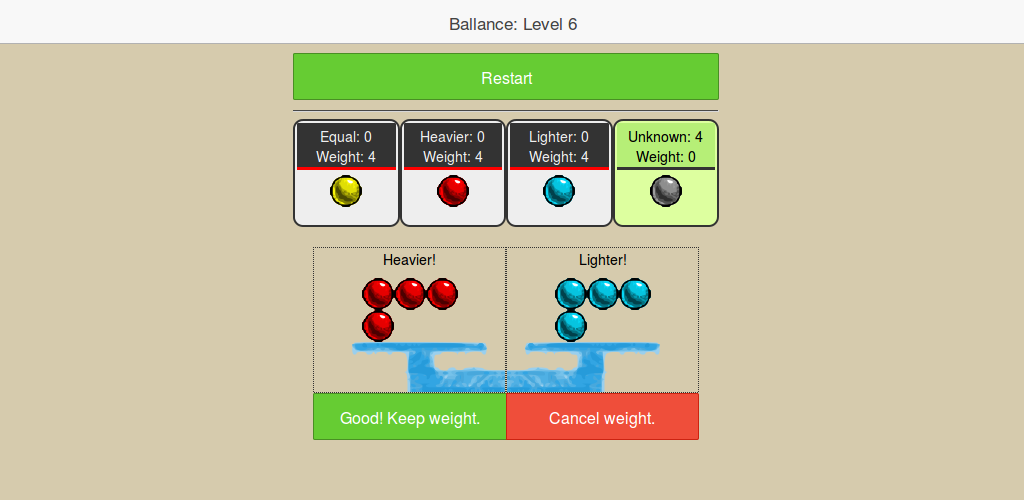 Ballance: Level 6
Restart
Equal: 0
Weight: 4
Heavier: 0
Weight: 4
Lighter: 0
Weight: 4
Unknown: 4
Weight: 0
Heavier!
Lighter!
Good! Keep weight.
Cancel weight.